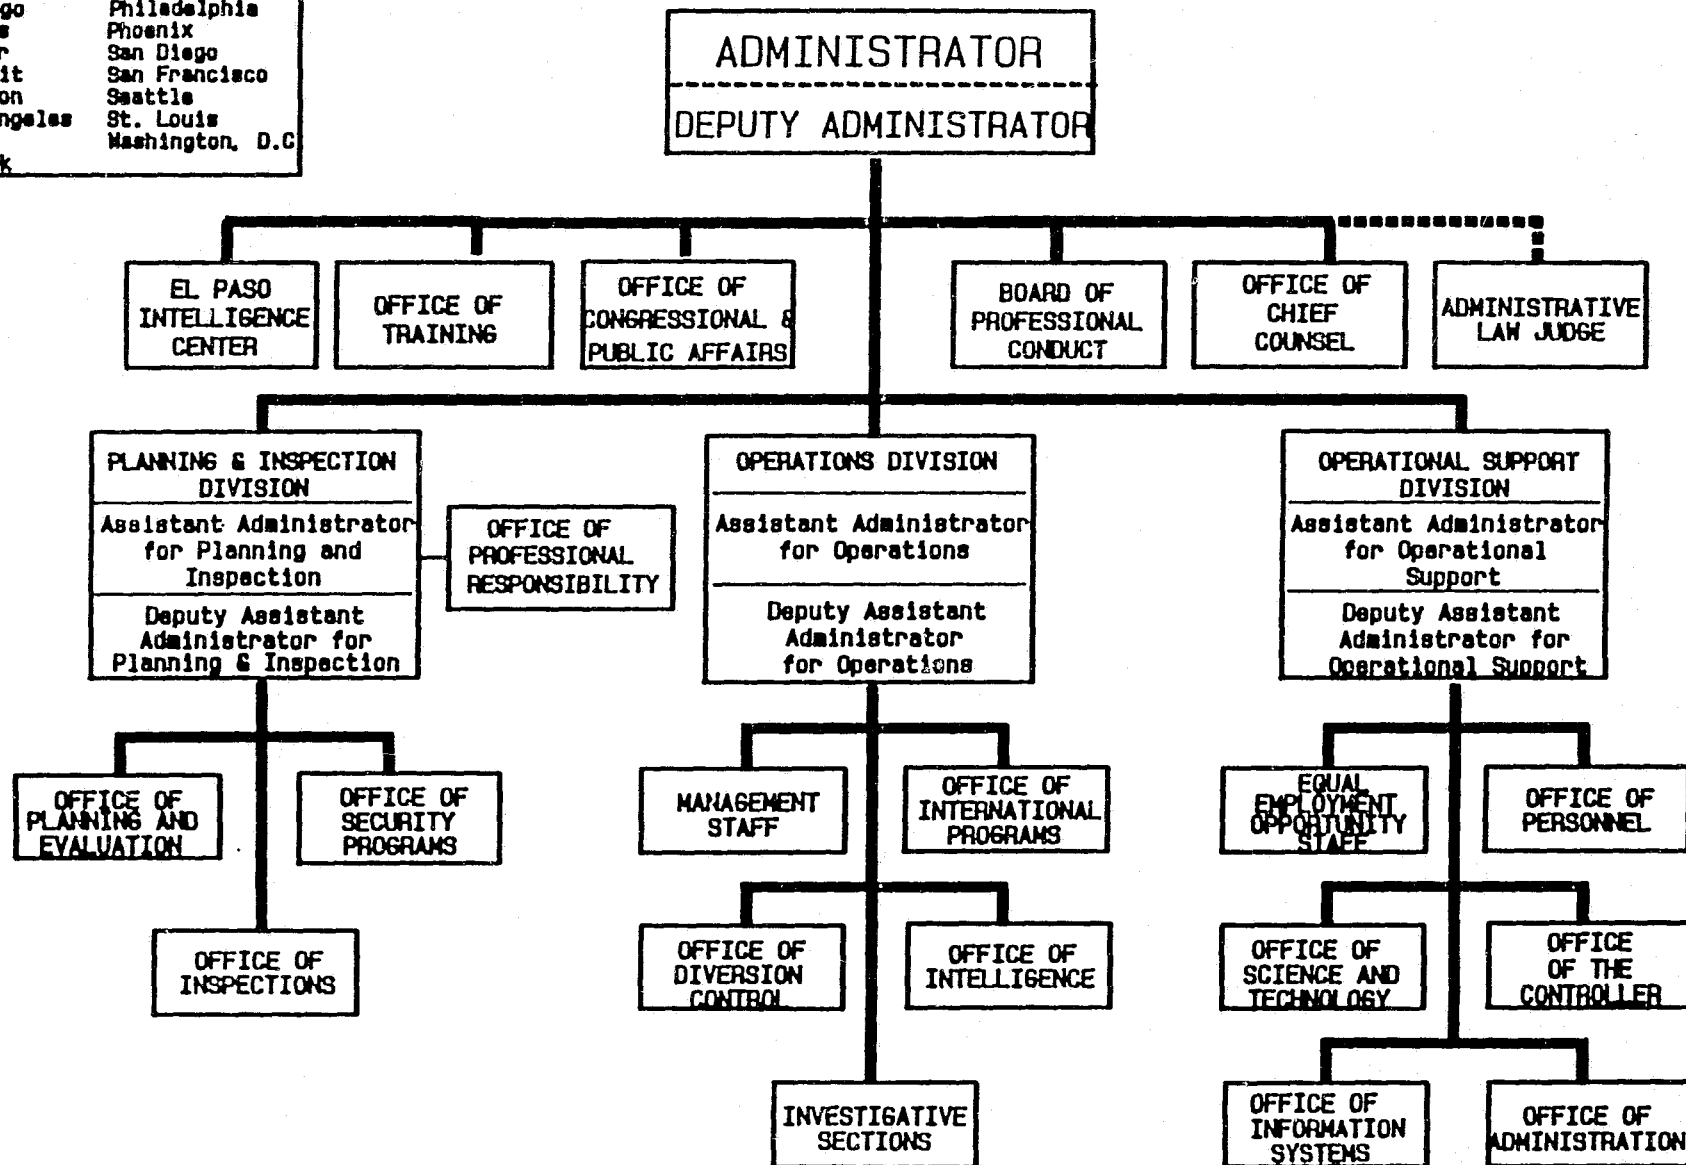 go Philadelphia
s Phoenix
r San Diego
it San Francisco
on Seattle
ngeles St. Louis
Washington, D.C
k
ADMINISTRATOR
DEPUTY ADMINISTRATOR
EL PASO
INTELLIGENCE
CENTER
OFFICE OF
TRAINING
OFFICE OF
CONGRESSIONAL &
PUBLIC AFFAIRS
BOARD OF
PROFESSIONAL
CONDUCT
OFFICE OF
CHIEF
COUNSEL
ADMINISTRATIVE
LAW JUDGE
PLANNING & INSPECTION
DIVISION
Assistant Administrator
for Planning and
Inspection
Deputy Assistant
Administrator for
Planning & Inspection
OFFICE OF
PROFESSIONAL
RESPONSIBILITY
OPERATIONS DIVISION
Assistant Administrator
for Operations
Deputy Assistant
Administrator
for Operations
OPERATIONAL SUPPORT
DIVISION
Assistant Administrator
for Operational
Support
Deputy Assistant
Administrator for
Operational Support
OFFICE OF
PLANNING AND
EVALUATION
OFFICE OF
SECURITY
PROGRAMS
OFFICE OF
INSPECTIONS
MANAGEMENT
STAFF
OFFICE OF
INTERNATIONAL
PROGRAMS
OFFICE OF
DIVERSION
CONTROL
OFFICE OF
INTELLIGENCE
INVESTIGATIVE
SECTIONS
EQUAL
EMPLOYMENT
OPPORTUNITY
STAFF
OFFICE OF
PERSONNEL
OFFICE OF
SCIENCE AND
TECHNOLOGY
OFFICE
OF THE
CONTROLLER
OFFICE OF
INFORMATION
SYSTEMS
OFFICE OF
ADMINISTRATION